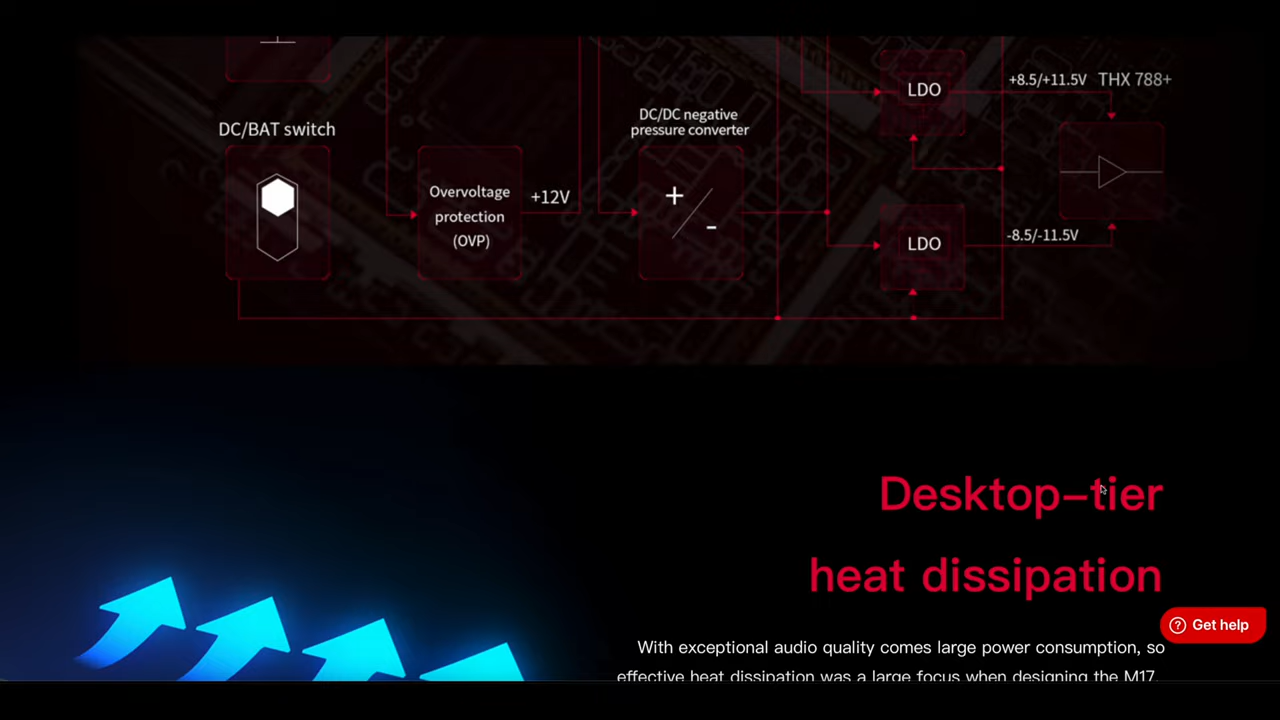 LDO
+8.5/+11.5V THX 788+
DC/DC negative
pressure converter
DC/BAT switch
Overvoltage
protection
(OVP)
+12V
+
-
LDO
-8.5/-11.5V
Desktop–tier
heat dissipation
Get help
With exceptional audio quality comes large power consumption, so
effective heat dissipation was a large focus when designing the M17.